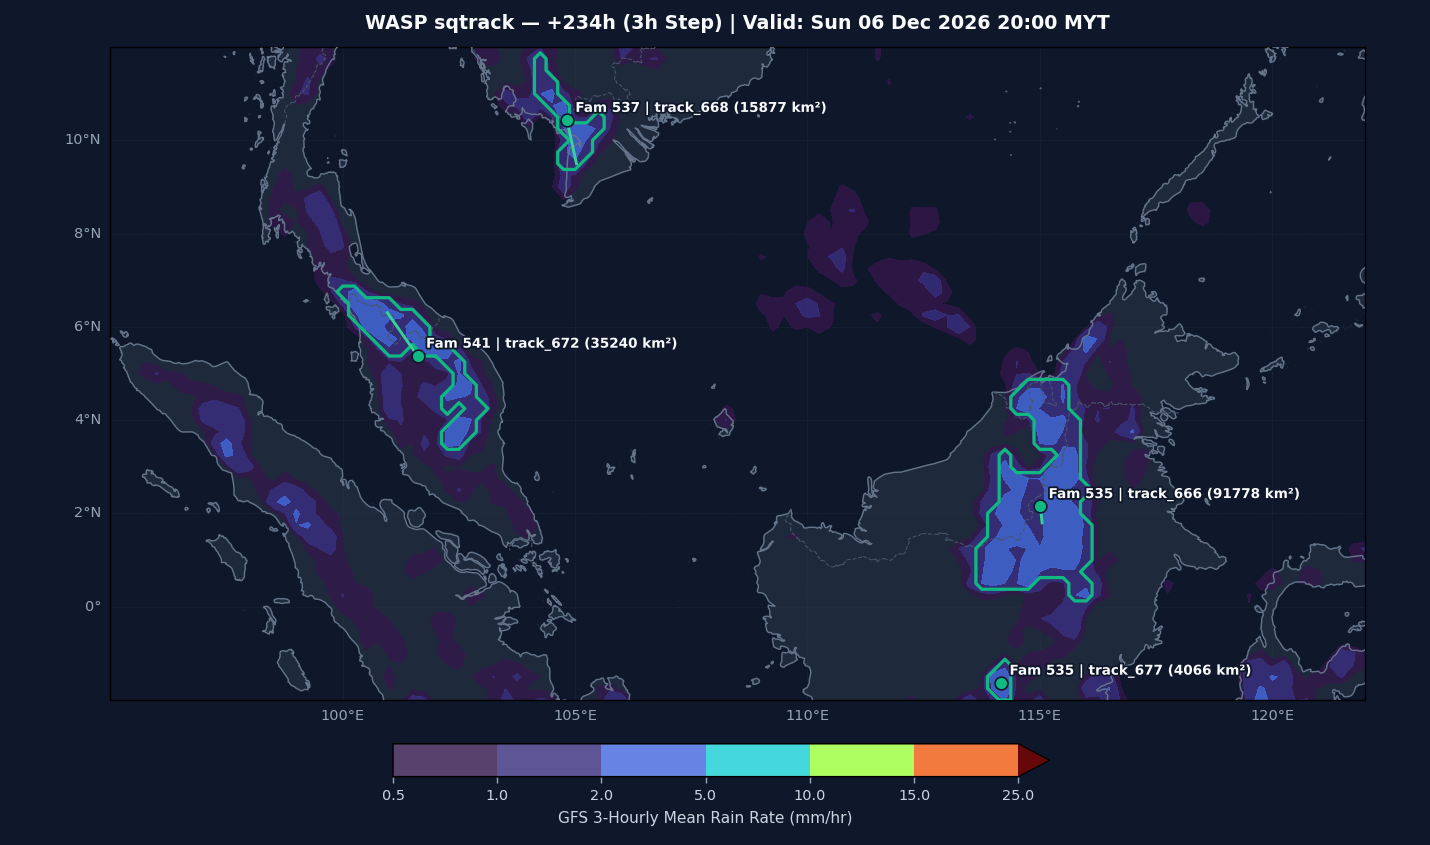 WASP sqtrack — +234h (3h Step) | Valid: Sun 06 Dec 2026 20:00 MYT
Fam 537 | track_668 (15877 km²)
10°N
8°N
6°N
Fam 541 | track_672 (35240 km²)
4°N
Fam 535 | track_666 (91778 km²)
2°N
0°
Fam 535 | track_677 (4066 km²)
100°E 105°E 110°E 115°E 120°E
0.5 1.0 2.0 5.0 10.0 15.0 25.0
GFS 3-Hourly Mean Rain Rate (mm/hr)